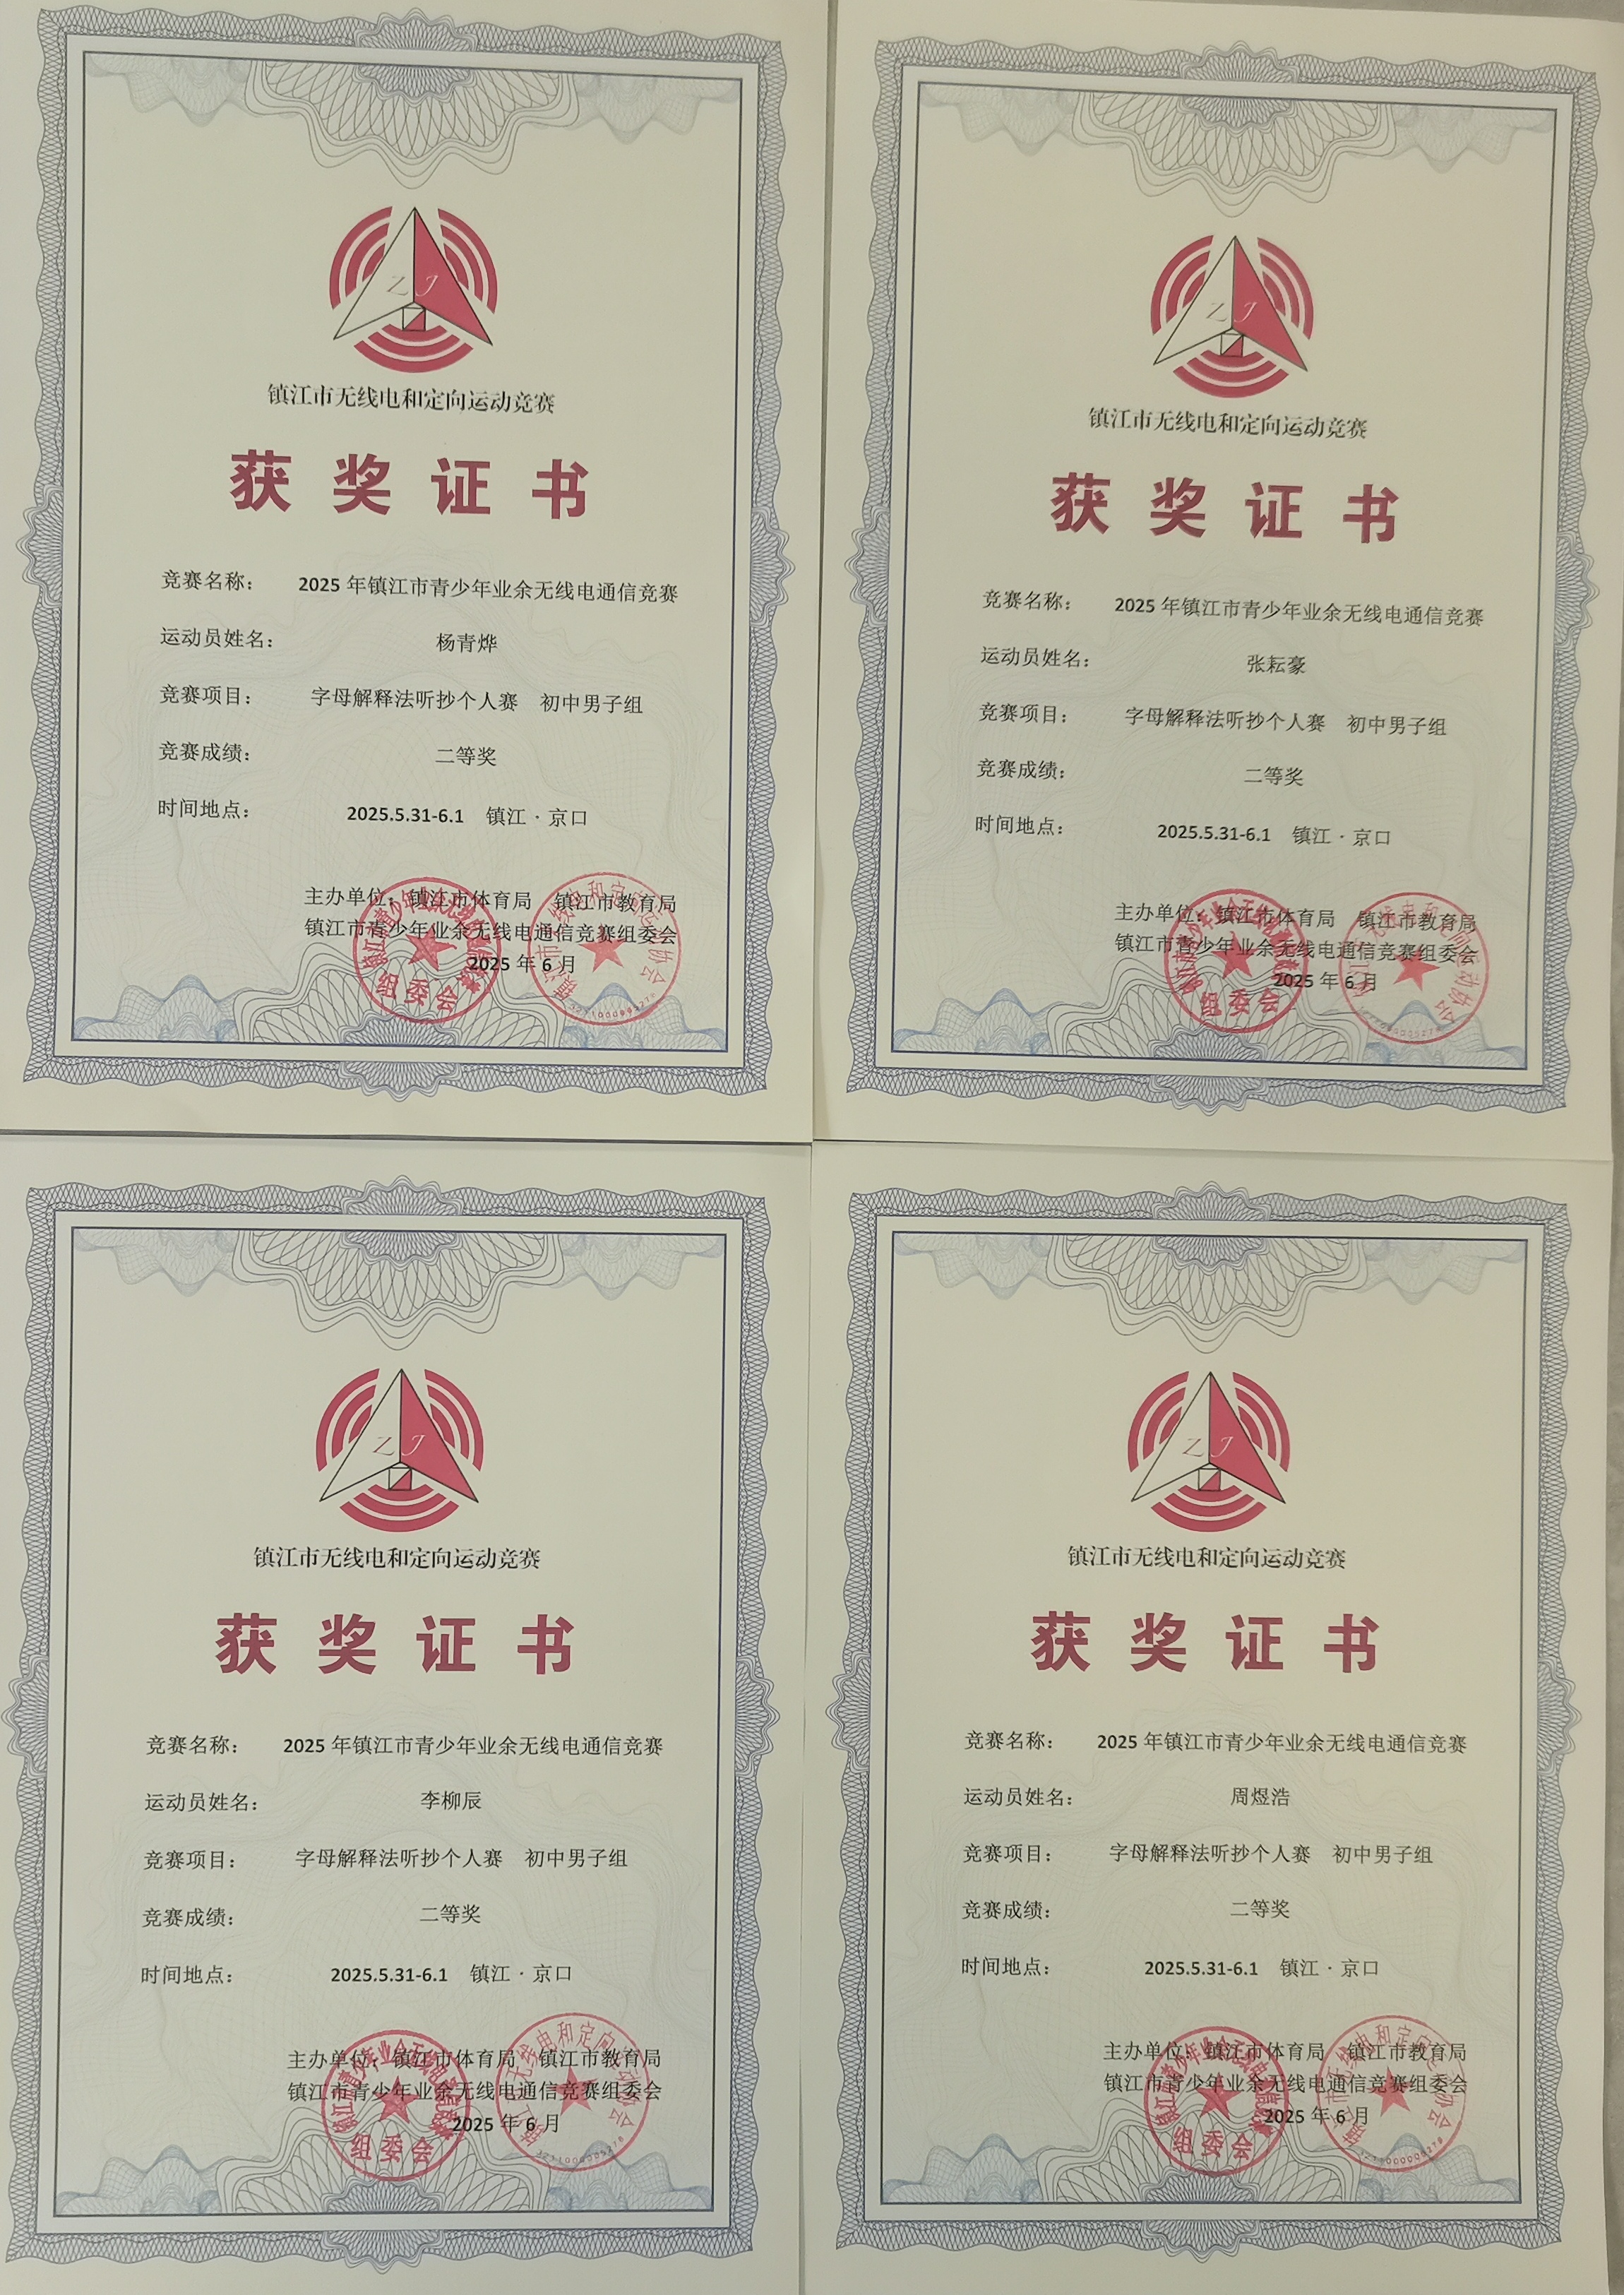 ZJ
镇江市无线电和定向运动竞赛
获奖证书
竞赛名称： 2025 年镇江市青少年业余无线电通信竞赛
运动员姓名： 杨青烨
竞赛项目： 字母解释法听抄个人赛 初中男子组
竞赛成绩： 二等奖
时间地点： 2025.5.31-6.1 镇江·京口
主办单位：镇江市体育局 镇江市教育局
镇江市青少年业余无线电通信竞赛组委会
2025 年 6 月
组委会
ZJ
镇江市无线电和定向运动竞赛
获奖证书
竞赛名称： 2025 年镇江市青少年业余无线电通信竞赛
运动员姓名： 张耘豪
竞赛项目： 字母解释法听抄个人赛 初中男子组
竞赛成绩： 二等奖
时间地点： 2025.5.31-6.1 镇江·京口
主办单位：镇江市体育局 镇江市教育局
镇江市青少年业余无线电通信竞赛组委会
2025 年 6 月
组委会
ZJ
镇江市无线电和定向运动竞赛
获奖证书
竞赛名称： 2025 年镇江市青少年业余无线电通信竞赛
运动员姓名： 李柳辰
竞赛项目： 字母解释法听抄个人赛 初中男子组
竞赛成绩： 二等奖
时间地点： 2025.5.31-6.1 镇江·京口
主办单位：镇江市体育局 镇江市教育局
镇江市青少年业余无线电通信竞赛组委会
2025 年 6 月
组委会
ZJ
镇江市无线电和定向运动竞赛
获奖证书
竞赛名称： 2025 年镇江市青少年业余无线电通信竞赛
运动员姓名： 周煜浩
竞赛项目： 字母解释法听抄个人赛 初中男子组
竞赛成绩： 二等奖
时间地点： 2025.5.31-6.1 镇江·京口
主办单位：镇江市体育局 镇江市教育局
镇江市青少年业余无线电通信竞赛组委会
2025 年 6 月
组委会